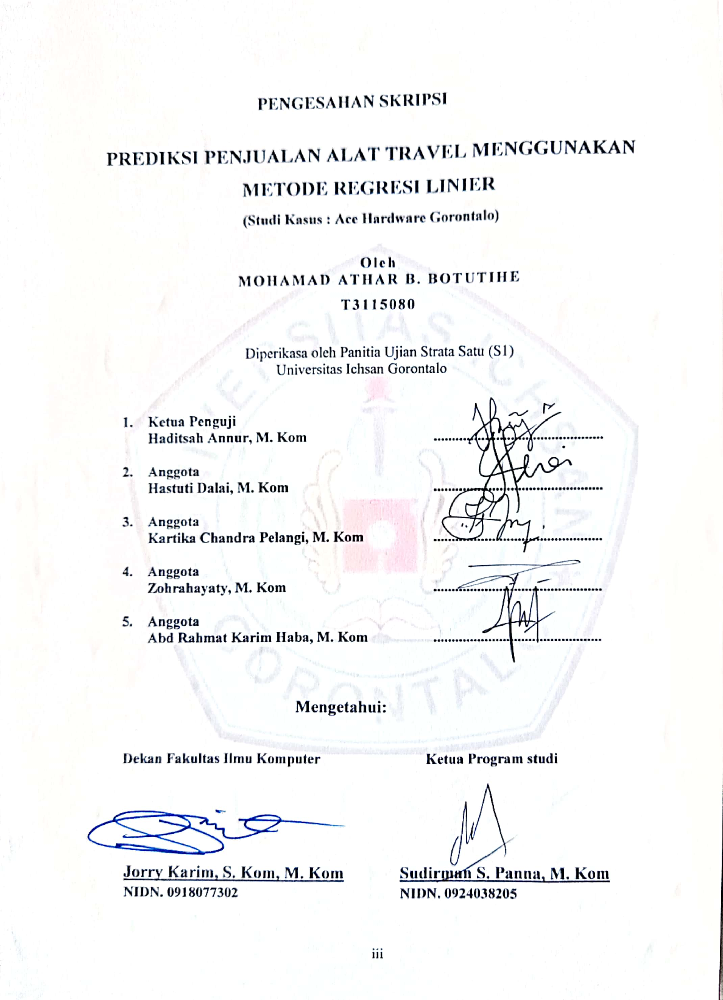 PENGESAHAN SKRIPSI
PREDIKSI PENJUALAN ALAT TRAVEL MENGGUNAKAN
METODE REGRESI LINIER
(Studi Kasus : Ace Hardware Gorontalo)
Oleh
MOHAMAD ATHAR B. BOTUTIHE
T3115080
Diperikasa oleh Panitia Ujian Strata Satu (S1)
Universitas Ichsan Gorontalo
1. Ketua Penguji
Haditsah Annur, M. Kom
2. Anggota
Hastuti Dalai, M. Kom
3. Anggota
Kartika Chandra Pelangi, M. Kom
4. Anggota
Zohrahayaty, M. Kom
5. Anggota
Abd Rahmat Karim Haba, M. Kom
UNIVERSITAS ICHSAN
GORONTALO
Mengetahui:
Dekan Fakultas Ilmu Komputer Ketua Program studi
Jorry Karim, S. Kom, M. Kom Sudirman S. Panna, M. Kom
NIDN. 0918077302 NIDN. 0924038205
iii